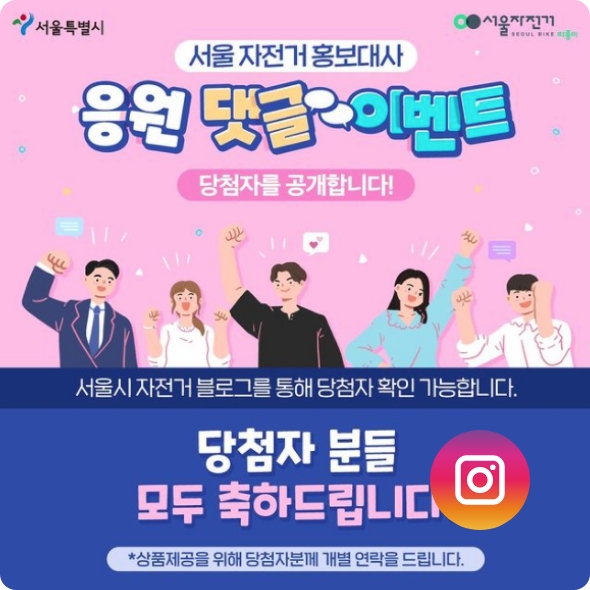 서울특별시
서울자전거
SEOUL BIKE 따릉이
서울 자전거 홍보대사
응원 댓글 이벤트
당첨자를 공개합니다!
서울시 자전거 블로그를 통해 당첨자 확인 가능합니다.
당첨자 분들
모두 축하드립니다
*상품제공을 위해 당첨자분께 개별 연락을 드립니다.